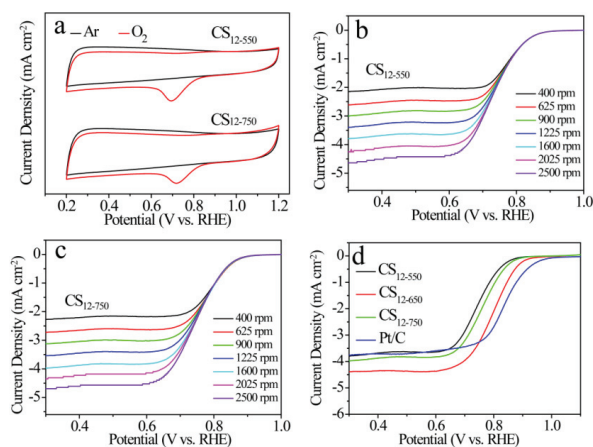 a
Ar
O2
CS12-550
CS12-750
Current Demsity (mA cm-2)
0.2 0.4 0.6 0.8 1.0 1.2
Potential (V vs. RHE)
b
CS12-550
0
-1
-2
-3
-4
-5
400 rpm
625 rpm
900 rpm
1225 rpm
1600 rpm
2025 rpm
2500 rpm
Current Demsity (mA cm-2)
0.4 0.6 0.8 1.0
Potential (V vs. RHE)
c
CS12-750
0
-1
-2
-3
-4
-5
400 rpm
625 rpm
900 rpm
1225 rpm
1600 rpm
2025 rpm
2500 rpm
Current Demsity (mA cm-2)
0.4 0.6 0.8 1.0
Potential (V vs. RHE)
d
CS12-550
CS12-650
CS12-750
Pt/C
0
-1
-2
-3
-4
-5
-6
Current Demsity (mA cm-2)
0.4 0.6 0.8 1.0
Potential (V vs. RHE)